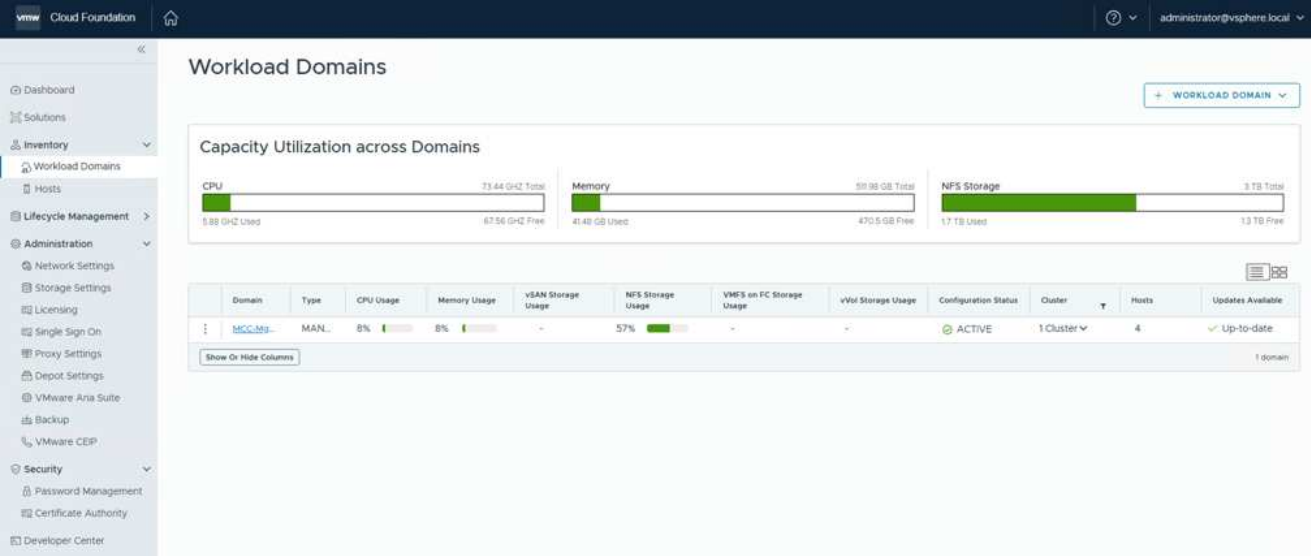 vmw Cloud Foundation
administrator@vsphere.local
Dashboard
Solutions
Inventory
Workload Domains
Hosts
Lifecycle Management
Administration
Network Settings
Storage Settings
Licensing
Single Sign On
Proxy Settings
Depot Settings
VMware Aria Suite
Backup
VMware CEIP
Security
Password Management
Certificate Authority
Developer Center
Workload Domains
+ WORKLOAD DOMAIN
Capacity Utilization across Domains
CPU 73.44 GHZ Total
5.88 GHZ Used 67.56 GHZ Free
Memory 511.98 GB Total
41.48 GB Used 470.5 GB Free
NFS Storage 3 TB Total
1.7 TB Used 1.3 TB Free
Domain Type CPU Usage Memory Usage vSAN Storage Usage NFS Storage Usage VMFS on FC Storage Usage vVol Storage Usage Configuration Status Cluster Hosts Updates Available
MCC-Mg... MAN... 8% 8% - 57% - - ACTIVE 1 Cluster 4 Up-to-date
Show Or Hide Columns 1 domain